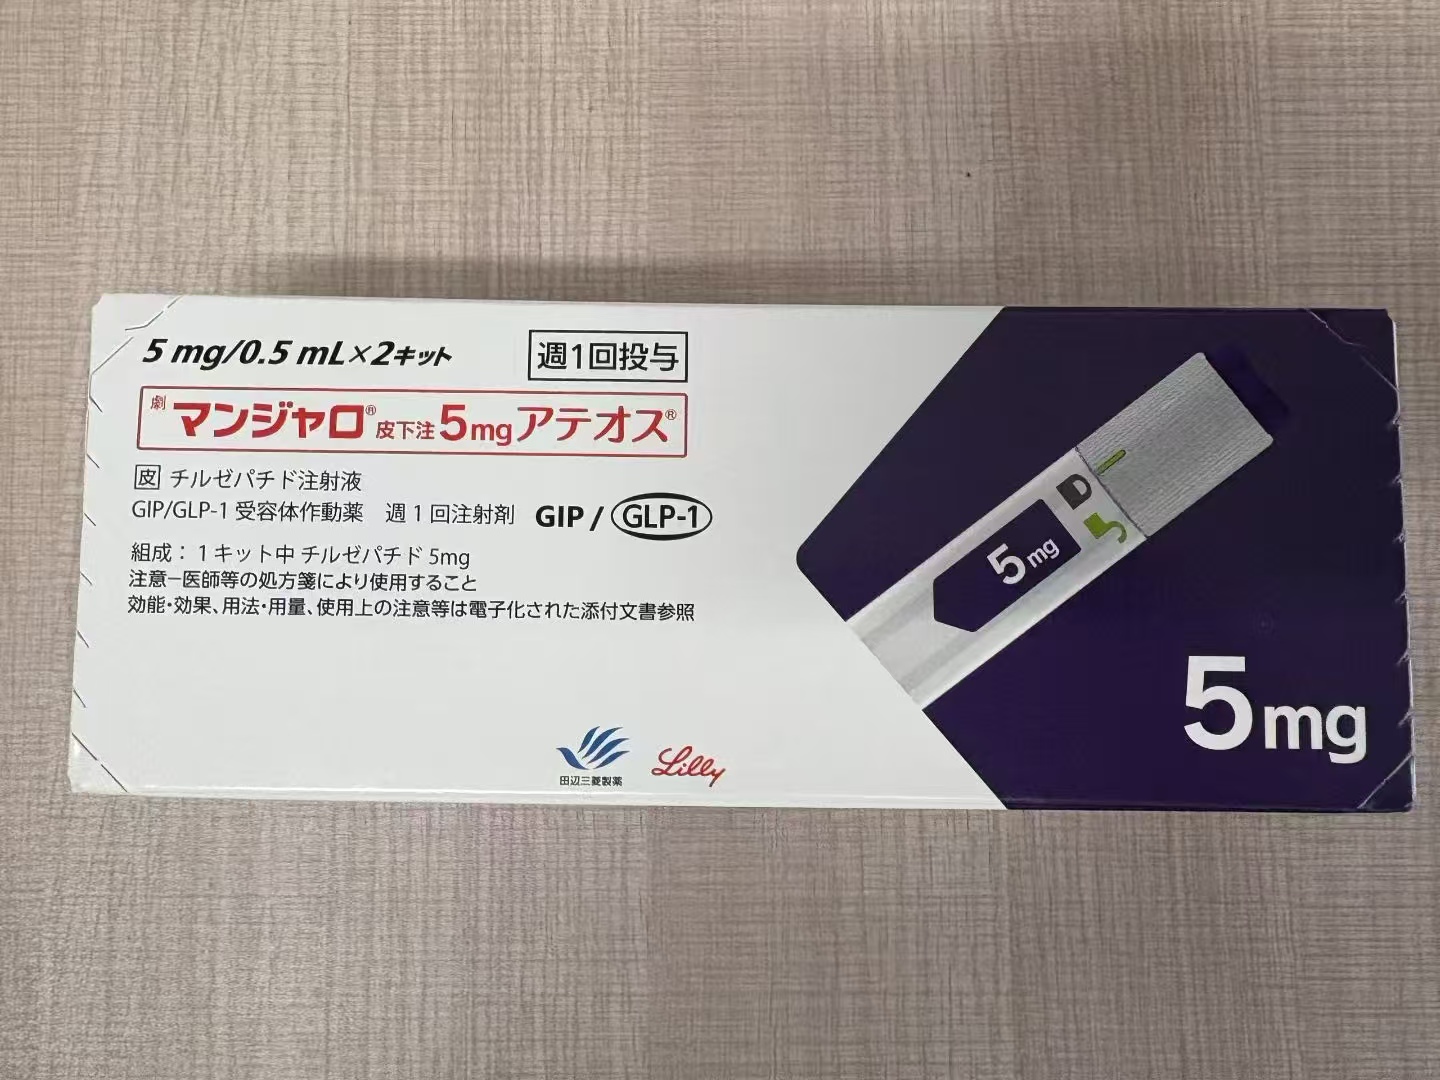 5 mg/0.5 mL×2キット
週1回投与
劇 マンジャロ® 皮下注5mgアテオス®
皮 チルゼパチド注射液
GIP/GLP-1 受容体作動薬 週1回注射剤 GIP / GLP-1
組成：1キット中 チルゼパチド 5mg
注意－医師等の処方箋により使用すること
効能・効果、用法・用量、使用上の注意等は電子化された添付文書参照
田辺三菱製薬
Lilly
5mg
5mg